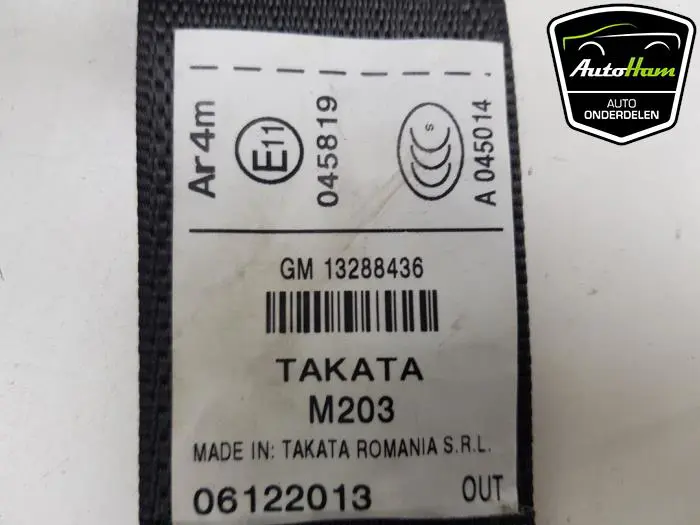 AutoHam
AUTO
ONDERDELEN
Ar4m
E11
045819
S
A 045014
GM 13288436
TAKATA
M203
MADE IN: TAKATA ROMANIA S.R.L.
06122013 OUT